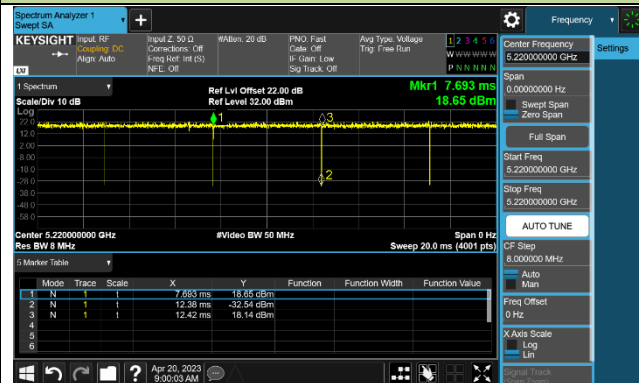 Spectrum Analyzer 1
Swept SA
Frequency
KEYSIGHT
Input: RF
Coupling: DC
Align: Auto
Input Z: 50 Ω
Corrections: Off
Freq Ref: Int (S)
NFE: Off
#Atten: 20 dB
PNO: Fast
Gate: Off
IF Gain: Low
Sig Track: Off
Avg Type: Voltage
Trig: Free Run
1 2 3 4 5 6
W W W W W W
P N N N N N
LXI
1 Spectrum
Scale/Div 10 dB
Ref Lvl Offset 22.00 dB
Ref Level 32.00 dBm
Mkr1 7.693 ms
18.65 dBm
Log
22.0
12.0
2.00
-8.00
-18.0
-28.0
-38.0
-48.0
-58.0
1
3
2
Center 5.220000000 GHz
#Video BW 50 MHz
Span 0 Hz
Res BW 8 MHz
Sweep 20.0 ms (4001 pts)
5 Marker Table
Mode Trace Scale X Y Function Function Width Function Value
1 N 1 t 7.693 ms 18.65 dBm
2 N 1 t 12.38 ms -32.54 dBm
3 N 1 t 12.42 ms 18.14 dBm
4
5
6
Apr 20, 2023
9:00:03 AM
Center Frequency
5.220000000 GHz
Settings
Span
0.00000000 Hz
Swept Span
Zero Span
Full Span
Start Freq
5.220000000 GHz
Stop Freq
5.220000000 GHz
AUTO TUNE
CF Step
8.000000 MHz
Auto
Man
Freq Offset
0 Hz
X Axis Scale
Log
Lin
Signal Track
(Span Zoom)